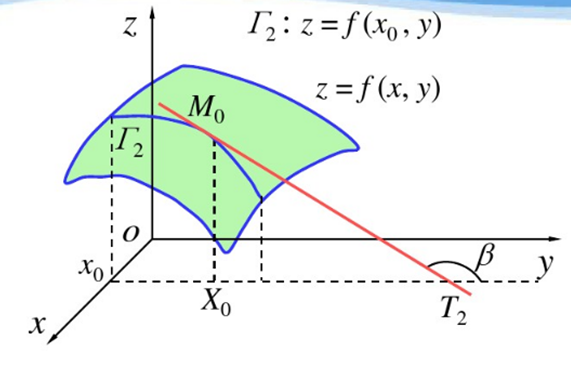 z
Γ₂: z = f(x₀, y)
z = f(x, y)
M₀
Γ₂
O
x₀
X₀
β
y
T₂
x